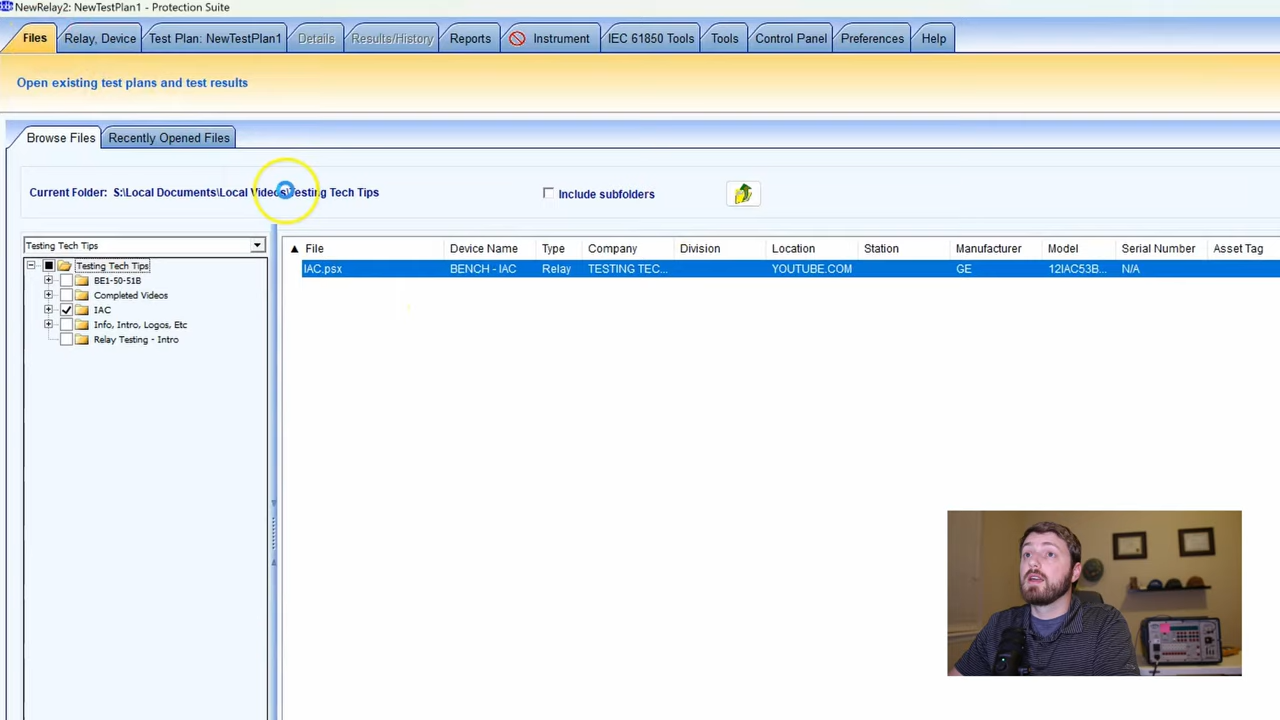 NewRelay2: NewTestPlan1 - Protection Suite
Files Relay, Device Test Plan: NewTestPlan1 Details Results/History Reports Instrument IEC 61850 Tools Tools Control Panel Preferences Help
Open existing test plans and test results
Browse Files Recently Opened Files
Current Folder: S:\Local Documents\Local Videos\Testing Tech Tips Include subfolders
Testing Tech Tips
File Device Name Type Company Division Location Station Manufacturer Model Serial Number Asset Tag
IAC.psx BENCH - IAC Relay TESTING TEC... YOUTUBE.COM GE 12IAC53B... N/A
Testing Tech Tips
BE1-50-51B
Completed Videos
IAC
Info, Intro, Logos, Etc
Relay Testing - Intro